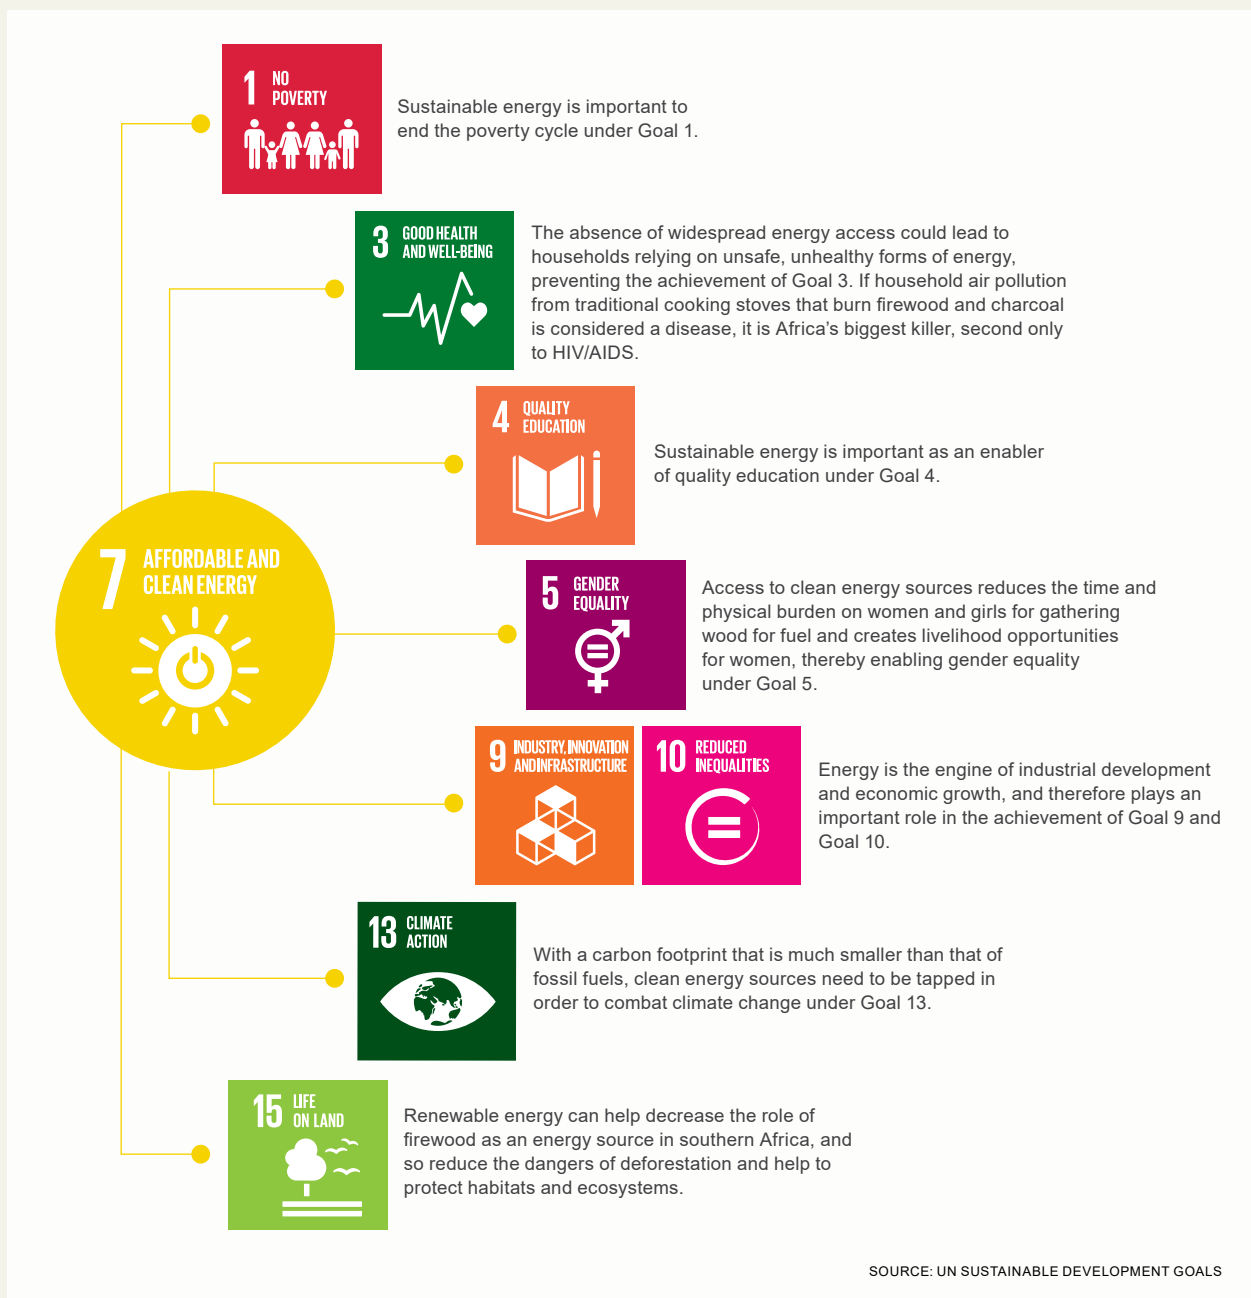 1 NO
POVERTY
Sustainable energy is important to
end the poverty cycle under Goal 1.
3 GOOD HEALTH
AND WELL-BEING
The absence of widespread energy access could lead to
households relying on unsafe, unhealthy forms of energy,
preventing the achievement of Goal 3. If household air pollution
from traditional cooking stoves that burn firewood and charcoal
is considered a disease, it is Africa’s biggest killer, second only
to HIV/AIDS.
4 QUALITY
EDUCATION
Sustainable energy is important as an enabler
of quality education under Goal 4.
7 AFFORDABLE AND
CLEAN ENERGY
5 GENDER
EQUALITY
Access to clean energy sources reduces the time and
physical burden on women and girls for gathering
wood for fuel and creates livelihood opportunities
for women, thereby enabling gender equality
under Goal 5.
9 INDUSTRY, INNOVATION
AND INFRASTRUCTURE
10 REDUCED
INEQUALITIES
Energy is the engine of industrial development
and economic growth, and therefore plays an
important role in the achievement of Goal 9 and
Goal 10.
13 CLIMATE
ACTION
With a carbon footprint that is much smaller than that of
fossil fuels, clean energy sources need to be tapped in
order to combat climate change under Goal 13.
15 LIFE
ON LAND
Renewable energy can help decrease the role of
firewood as an energy source in southern Africa, and
so reduce the dangers of deforestation and help to
protect habitats and ecosystems.
SOURCE: UN SUSTAINABLE DEVELOPMENT GOALS